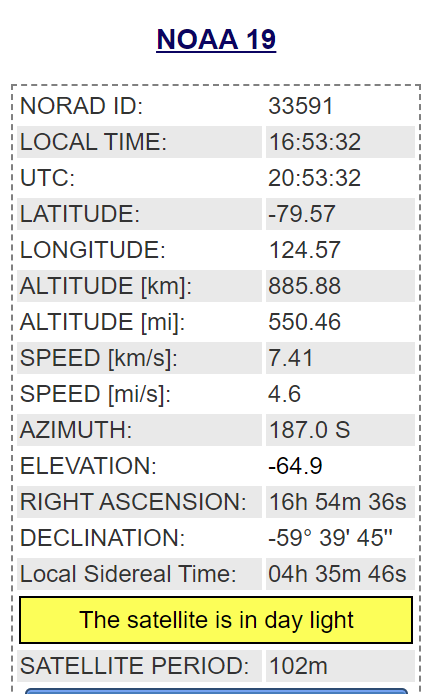 NOAA 19
NORAD ID: 33591
LOCAL TIME: 16:53:32
UTC: 20:53:32
LATITUDE: -79.57
LONGITUDE: 124.57
ALTITUDE [km]: 885.88
ALTITUDE [mi]: 550.46
SPEED [km/s]: 7.41
SPEED [mi/s]: 4.6
AZIMUTH: 187.0 S
ELEVATION: -64.9
RIGHT ASCENSION: 16h 54m 36s
DECLINATION: -59° 39' 45''
Local Sidereal Time: 04h 35m 46s
The satellite is in day light
SATELLITE PERIOD: 102m